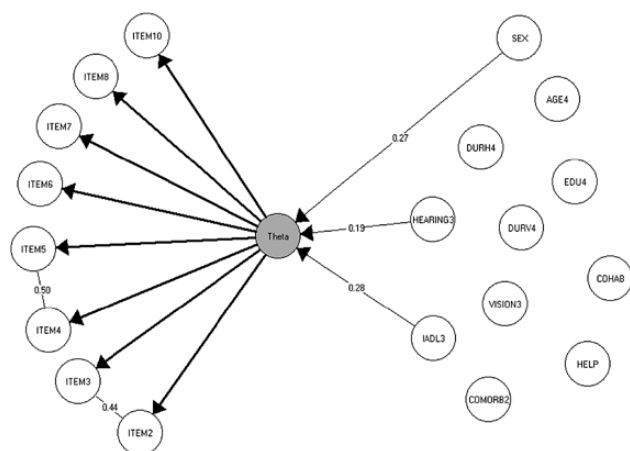 ITEM10
SEX
ITEM8
AGE4
ITEM7
0.27
DURH4
ITEM6
EDU4
HEARING3
0.19
Theta
DURV4
ITEM5
COHAB
0.50
0.28
VISION3
ITEM4
IADL3
HELP
ITEM3
COMORB2
0.44
ITEM2